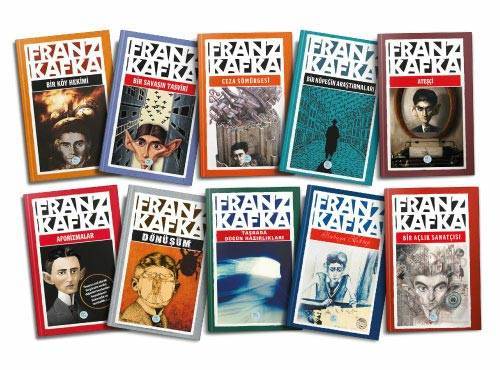 FRANZ
KAFKA
BİR KÖY HEKİMİ
FRANZ
KAFKA
BİR SAVAŞIN TASVİRİ
FRANZ
KAFKA
CEZA SÖMÜRGESİ
FRANZ
KAFKA
BİR KÖPEĞİN ARAŞTIRMALARI
FRANZ
KAFKA
ATEŞÇİ
FRANZ
KAFKA
AFORİZMALAR
FRANZ
KAFKA
DÖNÜŞÜM
FRANZ
KAFKA
TAŞRADA
DÜĞÜN HAZIRLIKLARI
FRANZ
KAFKA
FRANZ
KAFKA
BİR AÇLIK SANATÇISI